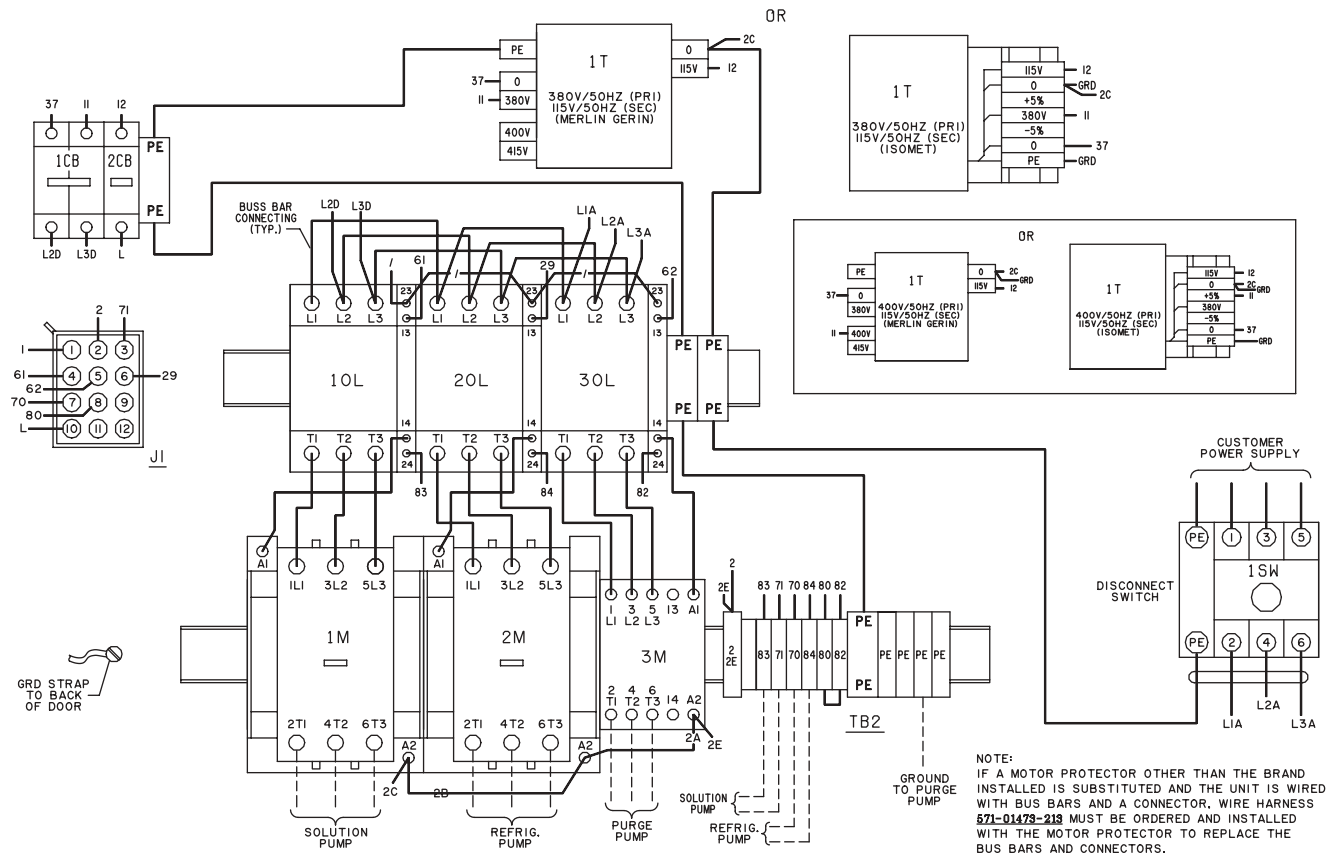 OR
PE
1T
0
2C
115V
12
37
0
11
380V
380V/50HZ (PRI)
115V/50HZ (SEC)
(MERLIN GERIN)
400V
415V
1T
380V/50HZ (PRI)
115V/50HZ (SEC)
(ISOMET)
115V
12
0
GRD
2C
+5%
380V
11
-5%
0
37
PE
GRD
37 11 12
1CB 2CB
PE
PE
L2D L3D L
BUSS BAR
CONNECTING
(TYP.)
L2D L3D
L1A
L2A
L3A
/ 61 / 29 / 62
23 23 23
L1 L2 L3 L1 L2 L3 L1 L2 L3
13 13 13
1OL 2OL 3OL
PE PE
PE PE
14 14 14
T1 T2 T3 T1 T2 T3 T1 T2 T3
24 24 24
83 84 82
OR
PE
1T
0
2C
GRD
115V
12
37
0
380V
400V/50HZ (PRI)
115V/50HZ (SEC)
(MERLIN GERIN)
11
400V
415V
1T
400V/50HZ (PRI)
115V/50HZ (SEC)
(ISOMET)
115V
12
0
2C
GRD
+5%
11
380V
-5%
0
37
PE
GRD
2 71
1
1 2 3
61
4 5 6
29
62
70
7 8 9
80
L
10 11 12
J1
CUSTOMER
POWER SUPPLY
PE 1 3 5
DISCONNECT
SWITCH
1SW
PE 2 4 6
L1A
L2A
L3A
A1 A1
1L1 3L2 5L3 1L1 3L2 5L3
1 3 5 13 A1
L1 L2 L3
1M 2M 3M
2 4 6 14 A2
T1 T2 T3
2T1 4T2 6T3 2T1 4T2 6T3
A2 A2
2C 2B 2A 2E
2
2E
83 71 70 84 80 82
2
2E
83 71 70 84 80 82
PE
PE
PE PE PE PE
TB2
GRD STRAP
TO BACK
OF DOOR
SOLUTION
PUMP
REFRIG.
PUMP
PURGE
PUMP
SOLUTION
PUMP
REFRIG.
PUMP
GROUND
TO PURGE
PUMP
NOTE:
IF A MOTOR PROTECTOR OTHER THAN THE BRAND
INSTALLED IS SUBSTITUTED AND THE UNIT IS WIRED
WITH BUS BARS AND A CONNECTOR, WIRE HARNESS
571-01473-213 MUST BE ORDERED AND INSTALLED
WITH THE MOTOR PROTECTOR TO REPLACE THE
BUS BARS AND CONNECTORS.